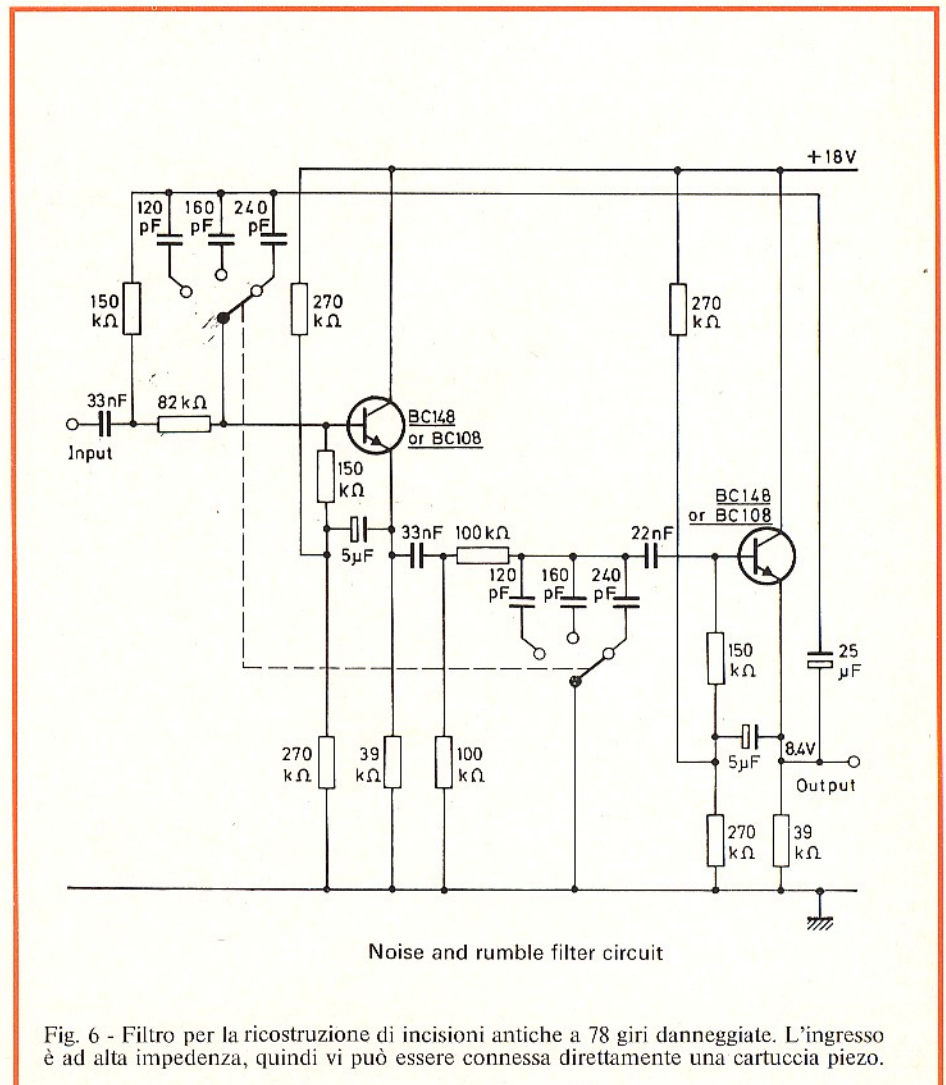 +18V
120 160 240
pF pF pF
150
kΩ
270
kΩ
270
kΩ
33nF 82kΩ
Input
BC148
or BC108
150
kΩ
5µF
33nF 100kΩ
120 160 240
pF pF pF
22nF
BC148
or BC108
150
kΩ
25
µF
8.4V
5µF
Output
270
kΩ
39
kΩ
100
kΩ
270
kΩ
39
kΩ
Noise and rumble filter circuit
Fig. 6 - Filtro per la ricostruzione di incisioni antiche a 78 giri danneggiate. L'ingresso
è ad alta impedenza, quindi vi può essere connessa direttamente una cartuccia piezo.